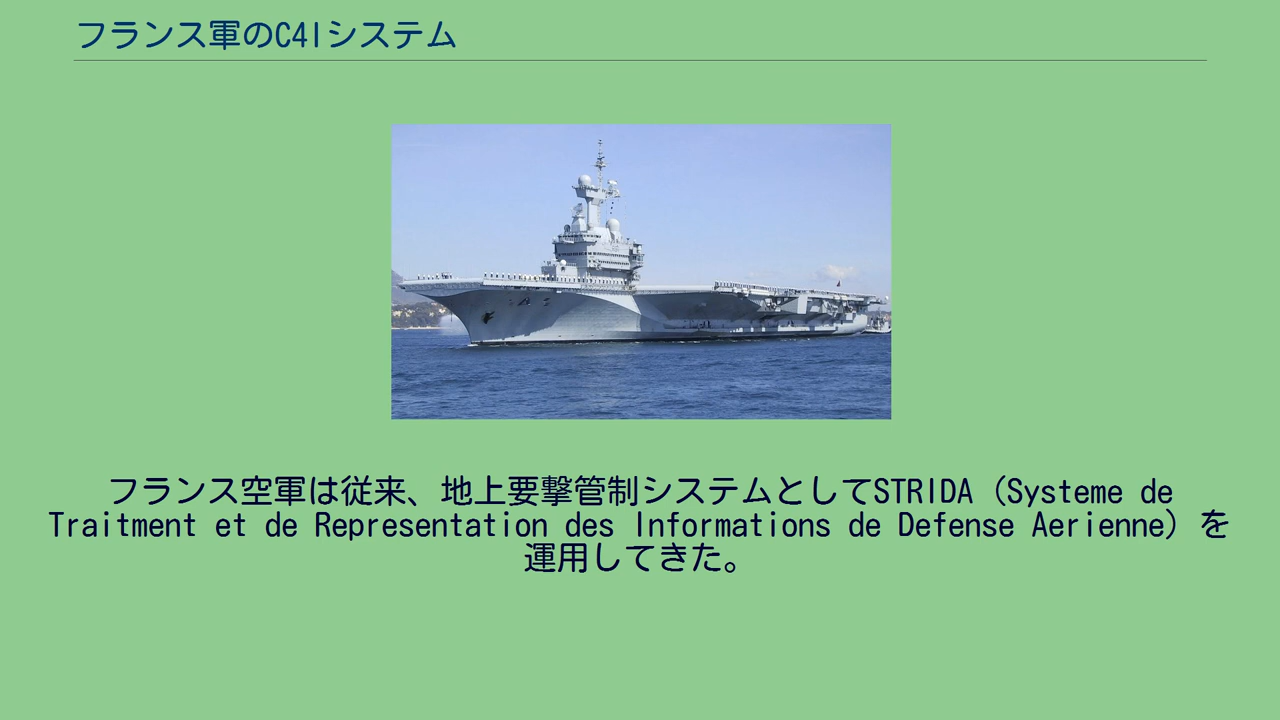 フランス軍のC4Iシステム
フランス空軍は従来、地上要撃管制システムとしてSTRIDA（Systeme de
Traitment et de Representation des Informations de Defense Aerienne）を
運用してきた。